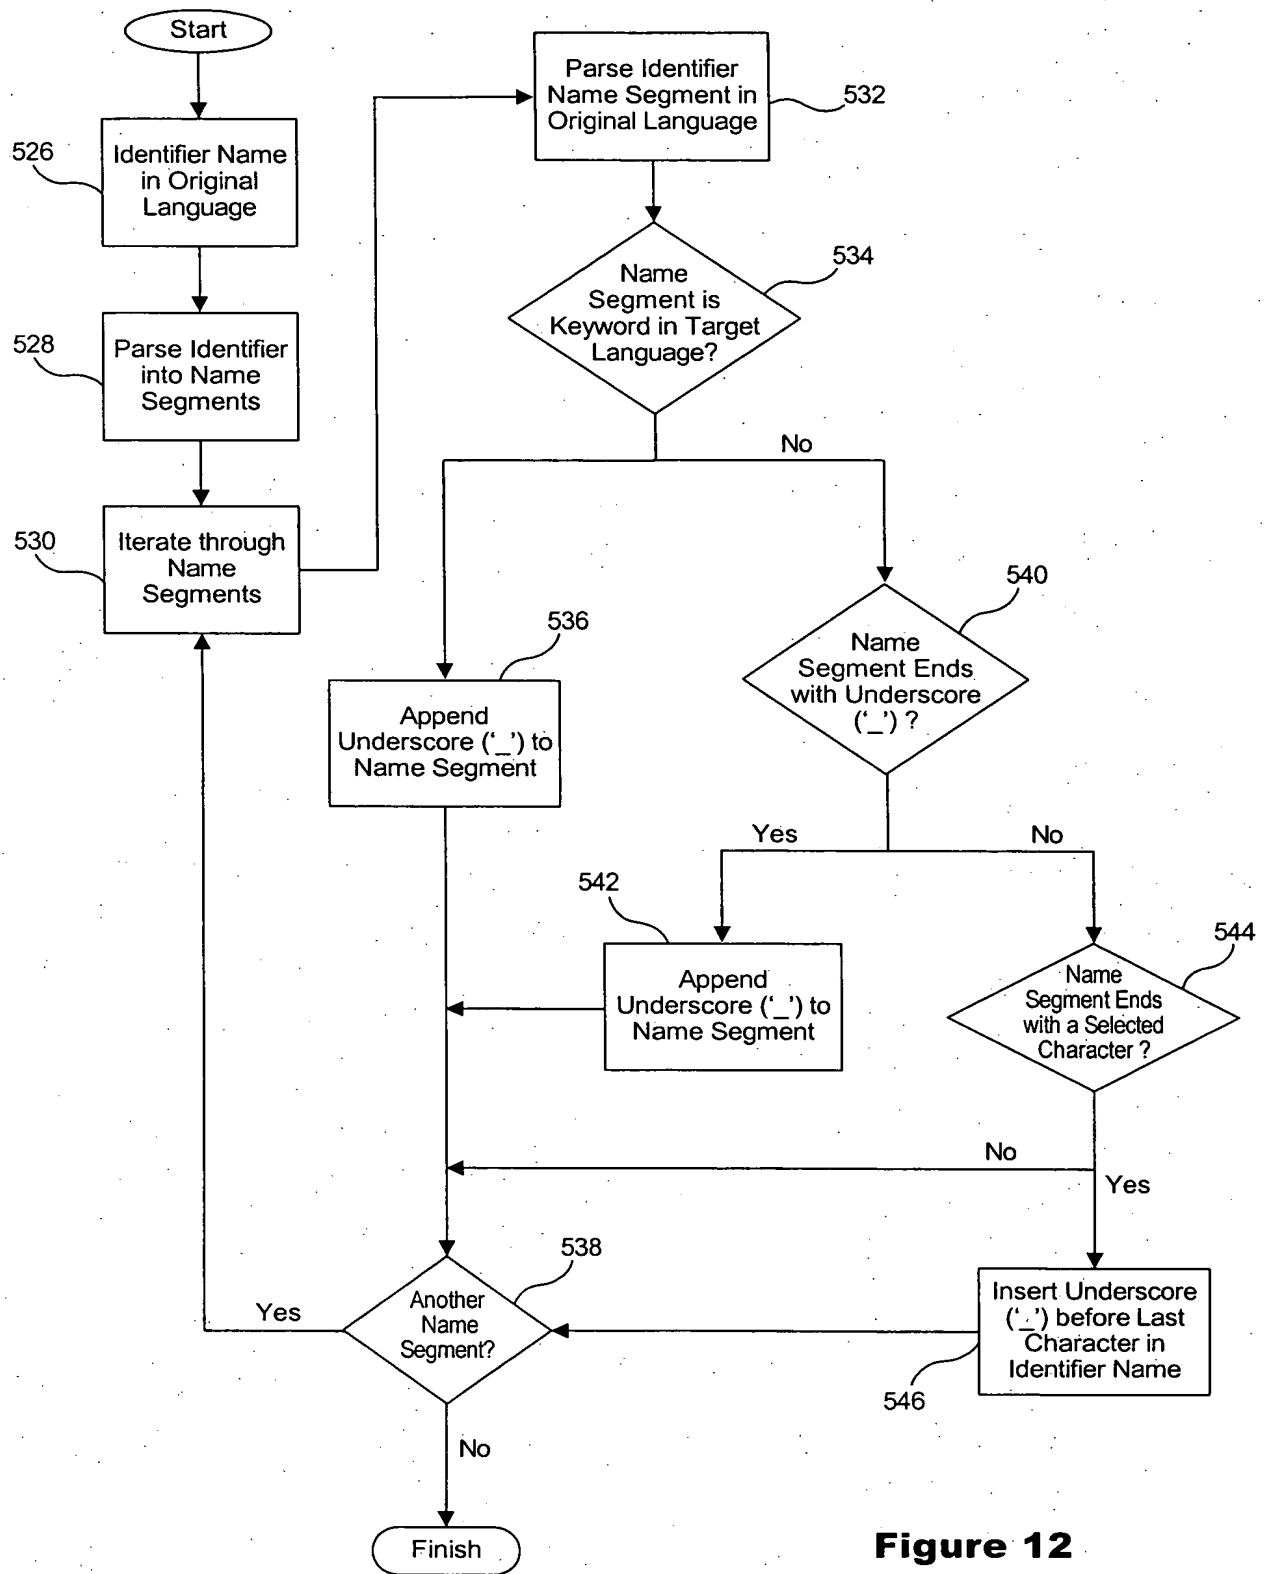 Start
526
Identifier Name
in Original
Language
528
Parse Identifier
into Name
Segments
530
Iterate through
Name
Segments
Parse Identifier
Name Segment in
Original Language
532
Name
Segment is
Keyword in Target
Language?
534
No
536
Append
Underscore (‘_’) to
Name Segment
540
Name
Segment Ends
with Underscore
(‘_’) ?
Yes
No
542
Append
Underscore (‘_’) to
Name Segment
544
Name
Segment Ends
with a Selected
Character ?
No
Yes
538
Another
Name
Segment?
Yes
Insert Underscore
(‘_’) before Last
Character in
Identifier Name
546
No
Finish
Figure 12